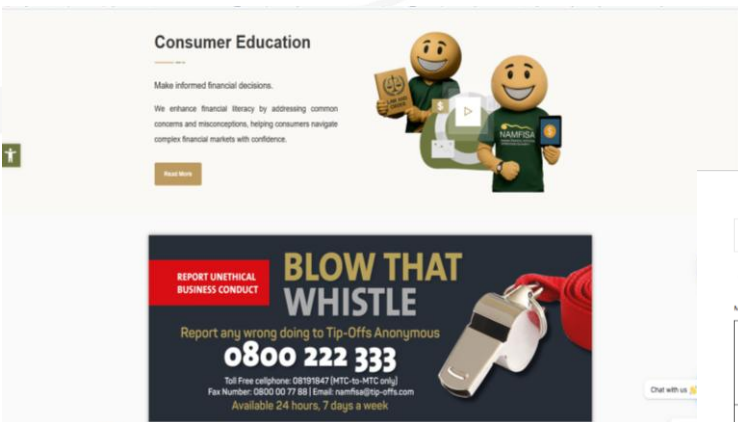 Consumer Education
Make informed financial decisions.
We enhance financial literacy by addressing common
concerns and misconceptions, helping consumers navigate
complex financial markets with confidence.
Read More
LAW AND
ORDER
$
NAMFISA
$
REPORT UNETHICAL
BUSINESS CONDUCT
BLOW THAT
WHISTLE
Report any wrong doing to Tip-Offs Anonymous
0800 222 333
Toll Free cellphone: 08191847 (MTC-to-MTC only)
Fax Number: 0800 00 77 88 | Email: namfisa@tip-offs.com
Available 24 hours, 7 days a week
Chat with us